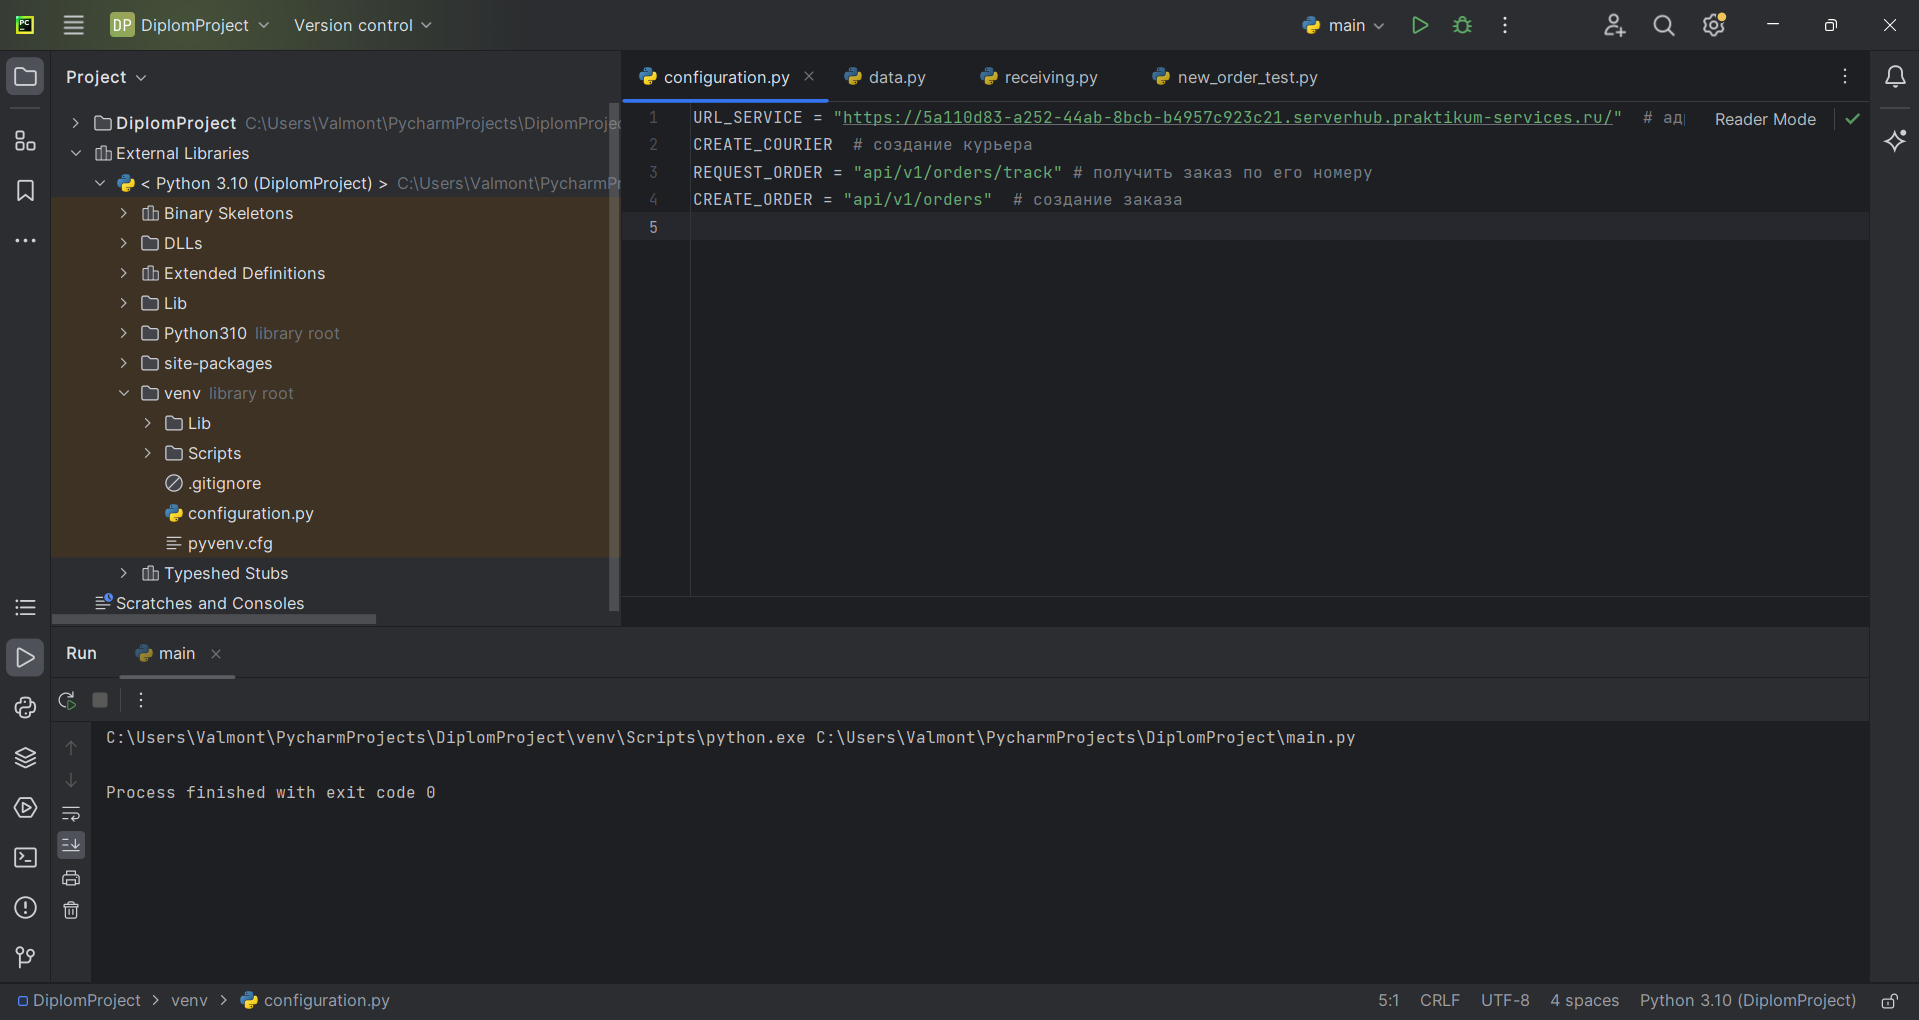 PC
DP DiplomProject Version control main
Project
DiplomProject C:\Users\Valmont\PycharmProjects\DiplomProje
External Libraries
< Python 3.10 (DiplomProject) > C:\Users\Valmont\PycharmPr
Binary Skeletons
DLLs
Extended Definitions
Lib
Python310 library root
site-packages
venv library root
Lib
Scripts
.gitignore
configuration.py
pyvenv.cfg
Typeshed Stubs
Scratches and Consoles
configuration.py data.py receiving.py new_order_test.py
1 URL_SERVICE = "https://5a110d83-a252-44ab-8bcb-b4957c923c21.serverhub.praktikum-services.ru/" # ад Reader Mode
2 CREATE_COURIER # создание курьера
3 REQUEST_ORDER = "api/v1/orders/track" # получить заказ по его номеру
4 CREATE_ORDER = "api/v1/orders" # создание заказа
5
Run main
C:\Users\Valmont\PycharmProjects\DiplomProject\venv\Scripts\python.exe C:\Users\Valmont\PycharmProjects\DiplomProject\main.py
Process finished with exit code 0
DiplomProject > venv > configuration.py 5:1 CRLF UTF-8 4 spaces Python 3.10 (DiplomProject)